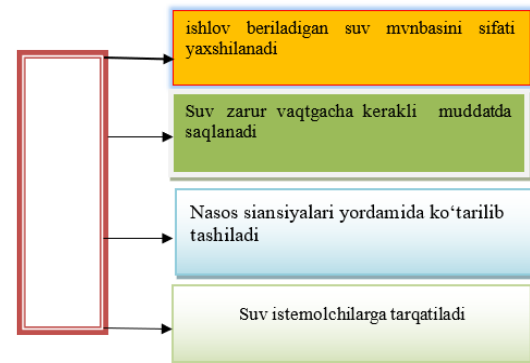 ishlov beriladigan suv mvnbasini sifati
yaxshilanadi
Suv zarur vaqtgacha kerakli muddatda
saqlanadi
Nasos siansiyalari yordamida ko‘tarilib
tashiladi
Suv istemolchilarga tarqatiladi